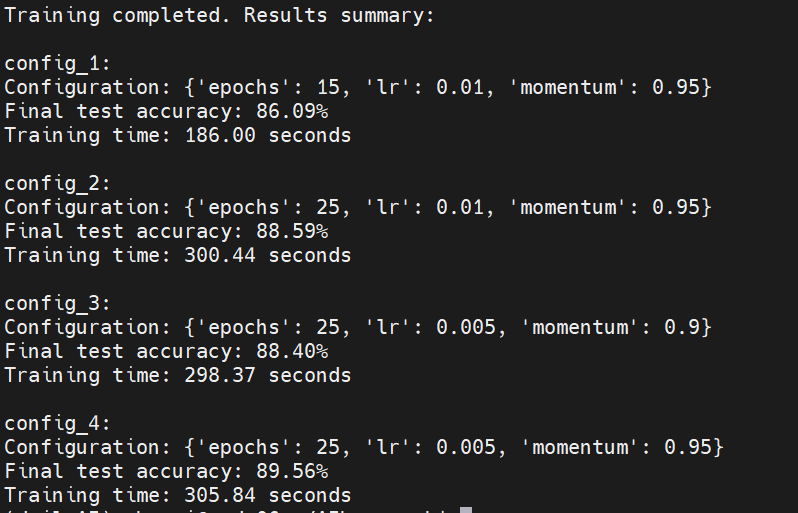 Training completed. Results summary:
config_1:
Configuration: {'epochs': 15, 'lr': 0.01, 'momentum': 0.95}
Final test accuracy: 86.09%
Training time: 186.00 seconds
config_2:
Configuration: {'epochs': 25, 'lr': 0.01, 'momentum': 0.95}
Final test accuracy: 88.59%
Training time: 300.44 seconds
config_3:
Configuration: {'epochs': 25, 'lr': 0.005, 'momentum': 0.9}
Final test accuracy: 88.40%
Training time: 298.37 seconds
config_4:
Configuration: {'epochs': 25, 'lr': 0.005, 'momentum': 0.95}
Final test accuracy: 89.56%
Training time: 305.84 seconds